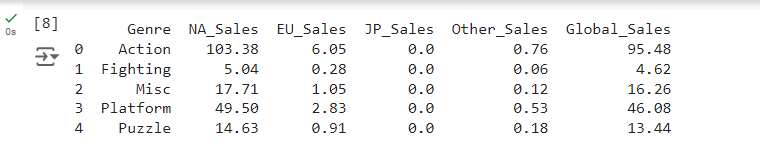 [8]
Genre NA_Sales EU_Sales JP_Sales Other_Sales Global_Sales
0s
0 Action 103.38 6.05 0.0 0.76 95.48
1 Fighting 5.04 0.28 0.0 0.06 4.62
2 Misc 17.71 1.05 0.0 0.12 16.26
3 Platform 49.50 2.83 0.0 0.53 46.08
4 Puzzle 14.63 0.91 0.0 0.18 13.44